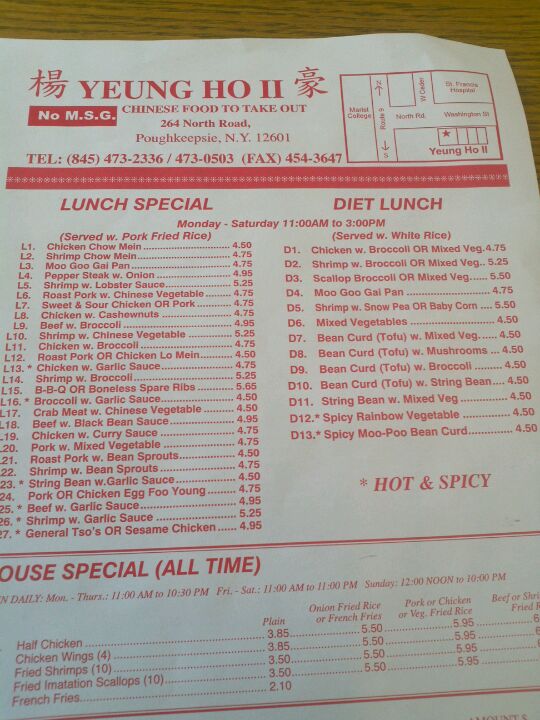 楊 YEUNG HO II 豪
No M.S.G. CHINESE FOOD TO TAKE OUT
264 North Road,
Poughkeepsie, N.Y. 12601
TEL: (845) 473-2336 / 473-0503 (FAX) 454-3647
N
W Cedar
St. Francis Hospital
Marist College
Route 9
North Rd.
Washington St
S
Yeung Ho II
LUNCH SPECIAL
DIET LUNCH
Monday - Saturday 11:00AM to 3:00PM
(Served w. Pork Fried Rice)
L1. Chicken Chow Mein 4.50
L2. Shrimp Chow Mein 4.75
L3. Moo Goo Gai Pan 4.75
L4. Pepper Steak w. Onion 4.95
L5. Shrimp w. Lobster Sauce 5.25
L6. Roast Pork w. Chinese Vegetable 4.75
L7. Sweet & Sour Chicken OR Pork 4.75
L8. Chicken w. Cashewnuts 4.75
L9. Beef w. Broccoli 4.95
L10. Shrimp w. Chinese Vegetable 5.25
L11. Chicken w. Broccoli 4.75
L12. Roast Pork OR Chicken Lo Mein 4.50
L13. * Chicken w. Garlic Sauce 4.75
L14. Shrimp w. Broccoli 5.25
L15. B-B-Q OR Boneless Spare Ribs 5.65
L16. * Broccoli w. Garlic Sauce 4.50
L17. Crab Meat w. Chinese Vegetable 4.50
L18. Beef w. Black Bean Sauce 4.95
L19. Chicken w. Curry Sauce 4.75
L20. Pork w. Mixed Vegetable 4.75
L21. Roast Pork w. Bean Sprouts 4.50
22. Shrimp w. Bean Sprouts 4.75
23. * String Bean w.Garlic Sauce 4.50
24. Pork OR Chicken Egg Foo Young 4.75
25. * Beef w. Garlic Sauce 4.95
26. * Shrimp w. Garlic Sauce 5.25
27. * General Tso's OR Sesame Chicken 4.95
(Served w. White Rice)
D1. Chicken w. Broccoli OR Mixed Veg. 4.75
D2. Shrimp w. Broccoli OR Mixed Veg. 5.25
D3. Scallop Broccoli OR Mixed Veg. 5.50
D4. Moo Goo Gai Pan 4.75
D5. Shrimp w. Snow Pea OR Baby Corn 5.50
D6. Mixed Vegetables 4.50
D7. Bean Curd (Tofu) w. Mixed Veg. 4.50
D8. Bean Curd (Tofu) w. Mushrooms 4.50
D9. Bean Curd (Tofu) w. Broccoli 4.50
D10. Bean Curd (Tofu) w. String Bean 4.50
D11. String Bean w. Mixed Veg 4.50
D12.* Spicy Rainbow Vegetable 4.50
D13.* Spicy Moo-Poo Bean Curd 4.50
* HOT & SPICY
OUSE SPECIAL (ALL TIME)
N DAILY: Mon. - Thurs.: 11:00 AM to 10:30 PM Fri. - Sat.: 11:00 AM to 11:00 PM Sunday: 12:00 NOON to 10:00 PM
Plain Onion Fried Rice or French Fries Pork or Chicken or Veg. Fried Rice Beef or Shri Fried R
Half Chicken 3.85 5.50 5.95 6
Chicken Wings (4) 3.85 5.50 5.95 6
Fried Shrimps (10) 3.50 5.50 5.95
Fried Imatation Scallops (10) 3.50 5.50 5.95
French Fries 2.10